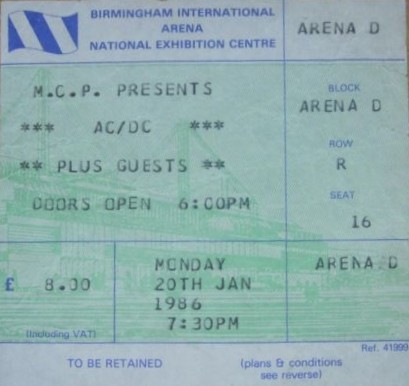 BIRMINGHAM INTERNATIONAL
ARENA
NATIONAL EXHIBITION CENTRE
ARENA D
M.C.P. PRESENTS
*** AC/DC ***
** PLUS GUESTS **
DOORS OPEN 6:00PM
BLOCK
ARENA D
ROW
R
SEAT
16
£ 8.00
(including VAT)
MONDAY
20TH JAN
1986
7:30PM
ARENA D
Ref. 41999
TO BE RETAINED
(plans & conditions
see reverse)